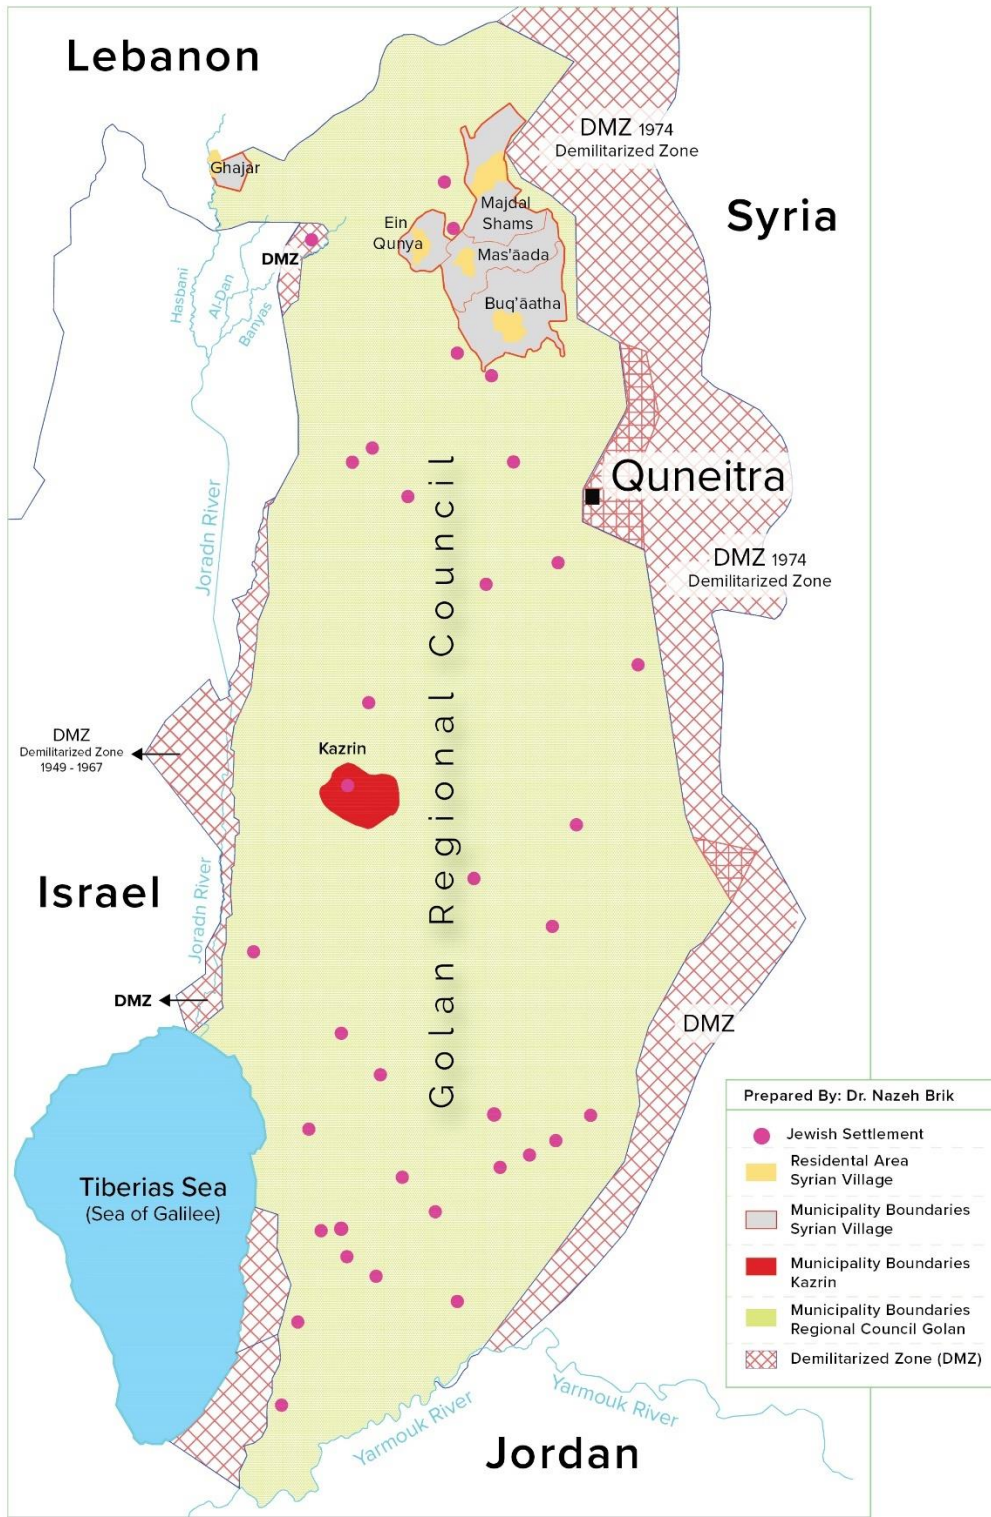 Lebanon
DMZ 1974
Demilitarized Zone
Ghajar
Syria
Majdal
Shams
Ein
Qunya
DMZ
Mas'āada
Hasbani
Al-Dan
Banyas
Buq'āatha
Quneitra
Joradn River
DMZ 1974
Demilitarized Zone
Golan Regional Council
DMZ
Demilitarized Zone
1949 - 1967
Kazrin
Israel
Joradn River
DMZ
DMZ
Tiberias Sea
(Sea of Galilee)
Yarmouk River
Yarmouk River
Jordan
Prepared By: Dr. Nazeh Brik
Jewish Settlement
Residental Area
Syrian Village
Municipality Boundaries
Syrian Village
Municipality Boundaries
Kazrin
Municipality Boundaries
Regional Council Golan
Demilitarized Zone (DMZ)